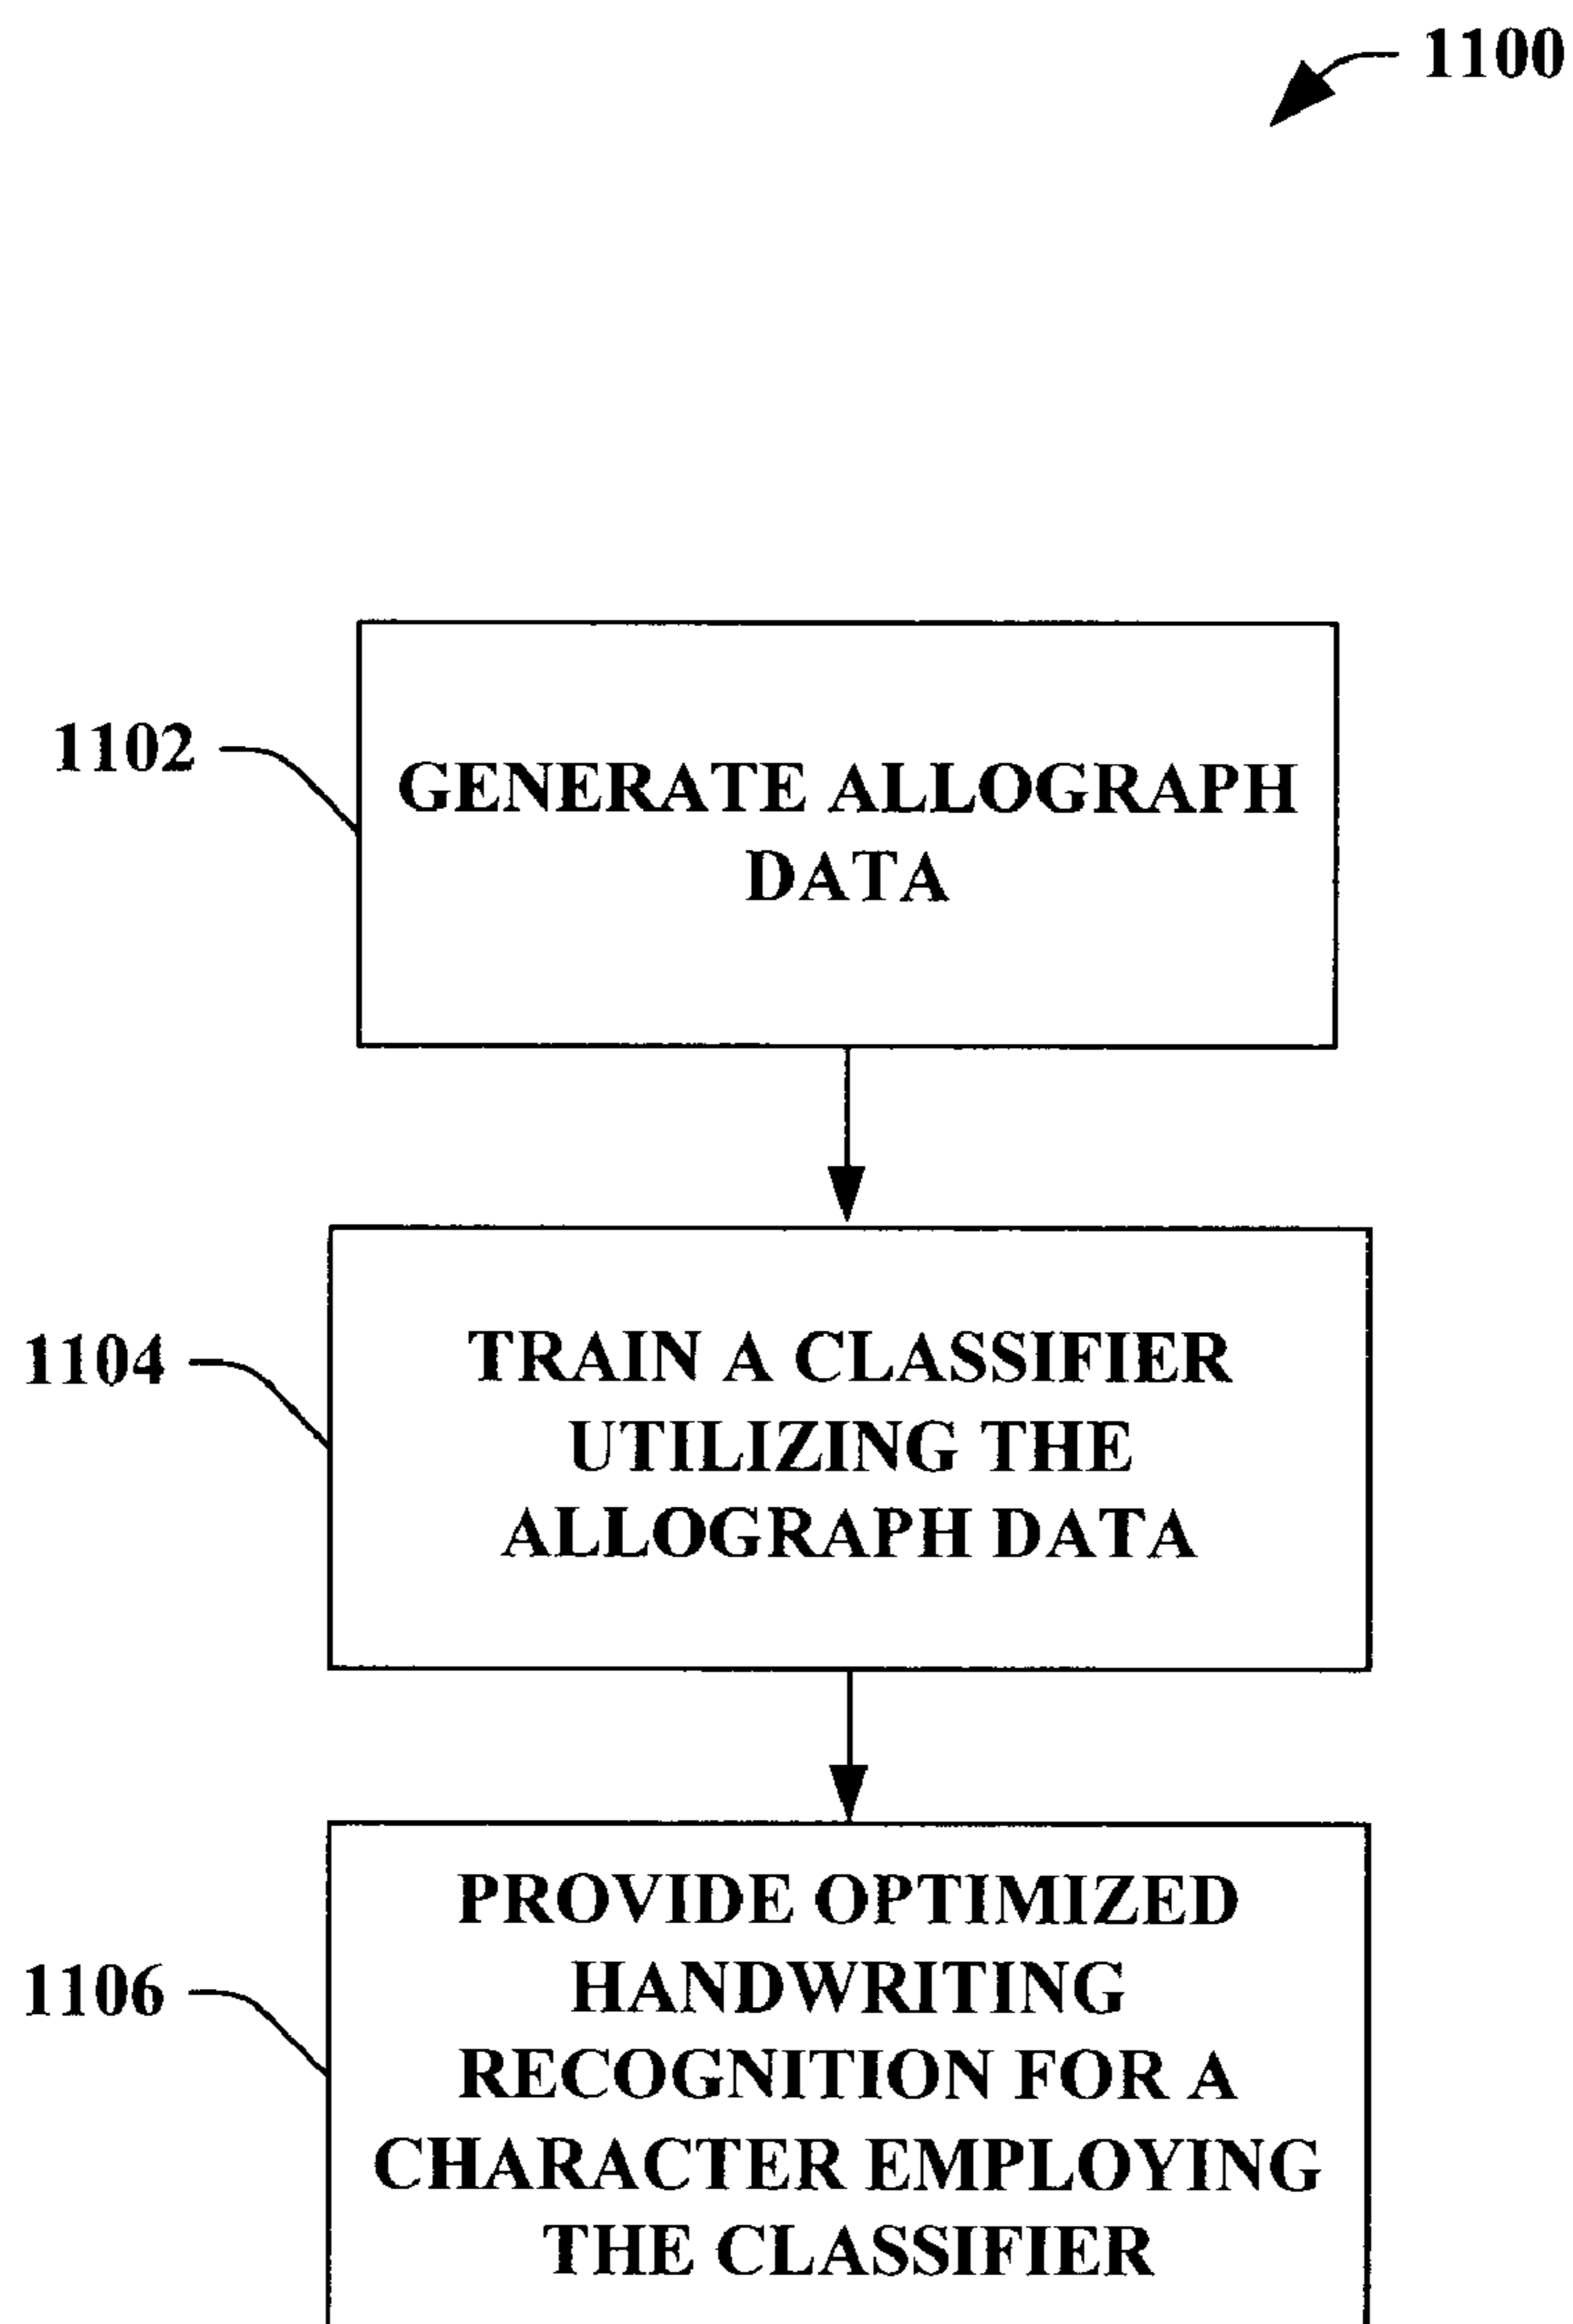 1100
1102
GENERATE ALLOGRAPH
DATA
1104
TRAIN A CLASSIFIER
UTILIZING THE
ALLOGRAPH DATA
1106
PROVIDE OPTIMIZED
HANDWRITING
RECOGNITION FOR A
CHARACTER EMPLOYING
THE CLASSIFIER